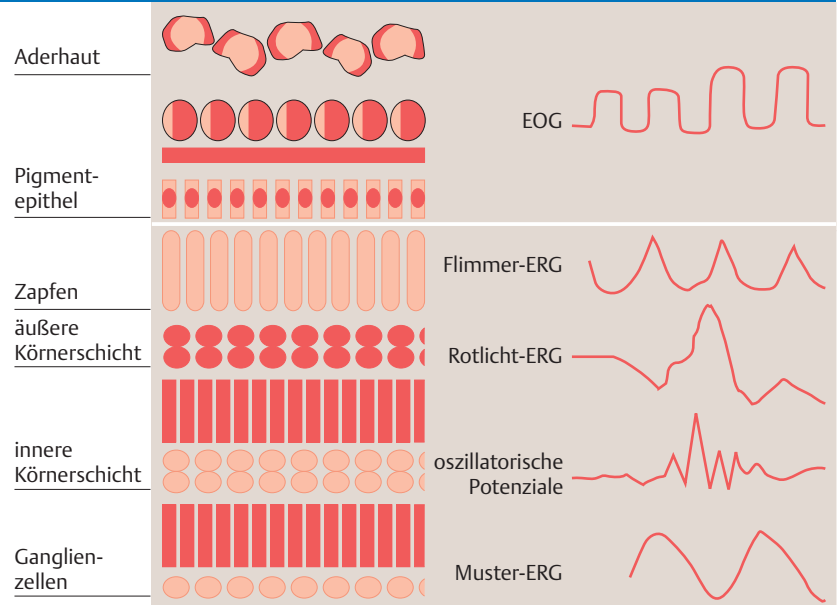 Aderhaut
EOG
Pigment-
epithel
Flimmer-ERG
Zapfen
äußere
Körnerschicht
Rotlicht-ERG
innere
Körnerschicht
oszillatorische
Potenziale
Ganglien-
zellen
Muster-ERG